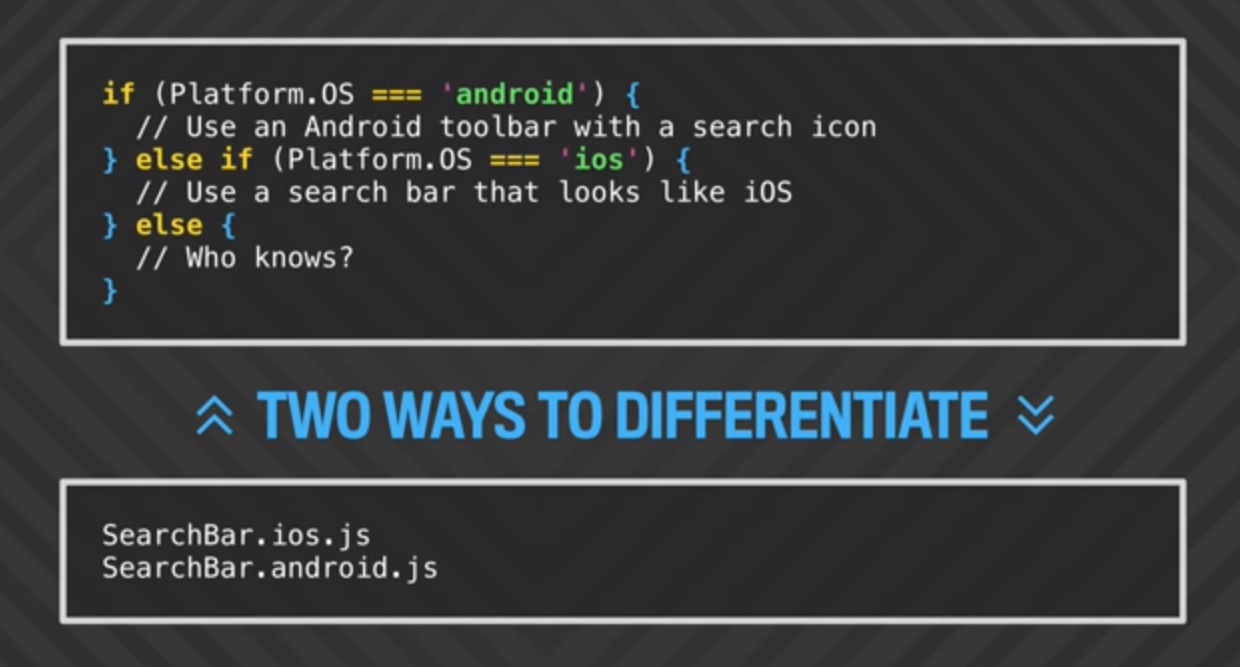 if (Platform.OS === 'android') {
  // Use an Android toolbar with a search icon
} else if (Platform.OS === 'ios') {
  // Use a search bar that looks like iOS
} else {
  // Who knows?
}
TWO WAYS TO DIFFERENTIATE
SearchBar.ios.js
SearchBar.android.js